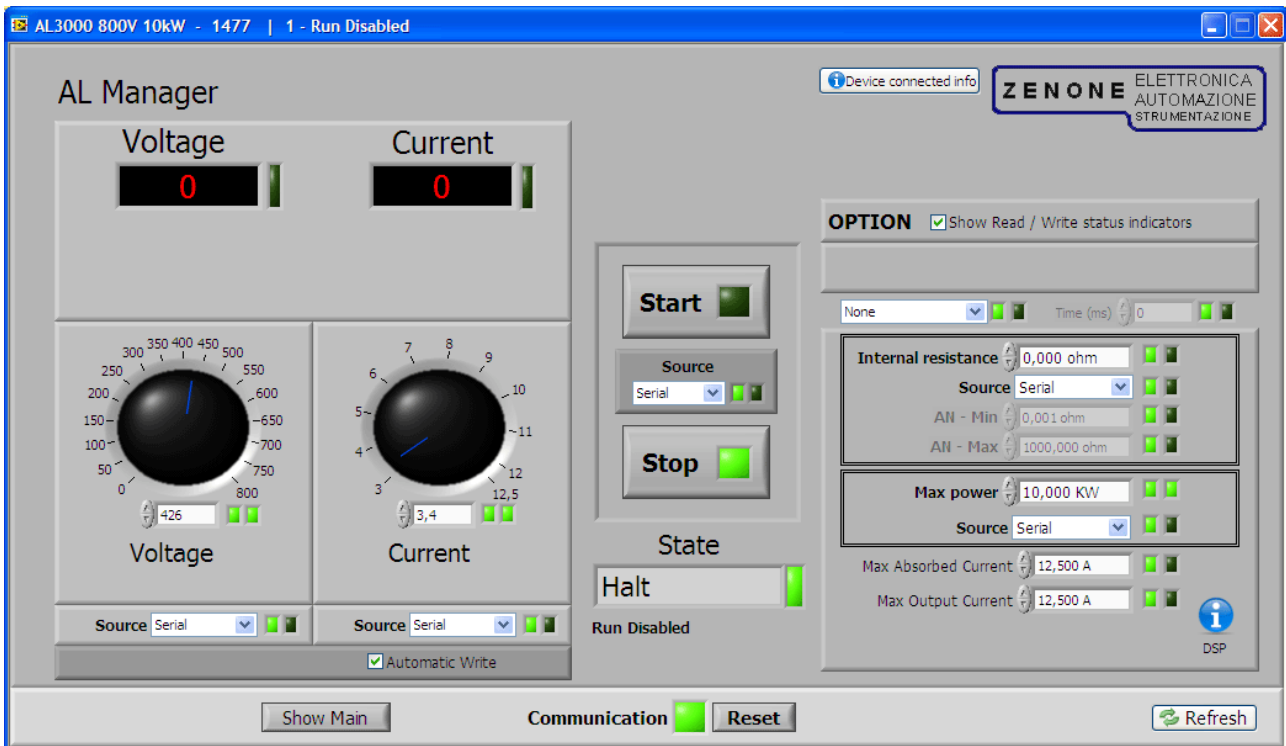 AL3000 800V 10kW - 1477 | 1 - Run Disabled
AL Manager
Device connected info
ZENONE
ELETTRONICA
AUTOMAZIONE
STRUMENTAZIONE
Voltage
Current
0
0
OPTION
Show Read / Write status indicators
None
Time (ms) 0
Start
Source
Serial
Stop
State
Halt
Run Disabled
0
50
100
150
200
250
300
350
400
450
500
550
600
650
700
750
800
426
Voltage
Source Serial
3
4
5
6
7
8
9
10
11
12
12,5
3,4
Current
Source Serial
Automatic Write
Internal resistance 0,000 ohm
Source Serial
AN - Min 0,001 ohm
AN - Max 1000,000 ohm
Max power 10,000 KW
Source Serial
Max Absorbed Current 12,500 A
Max Output Current 12,500 A
i
DSP
Show Main
Communication
Reset
Refresh